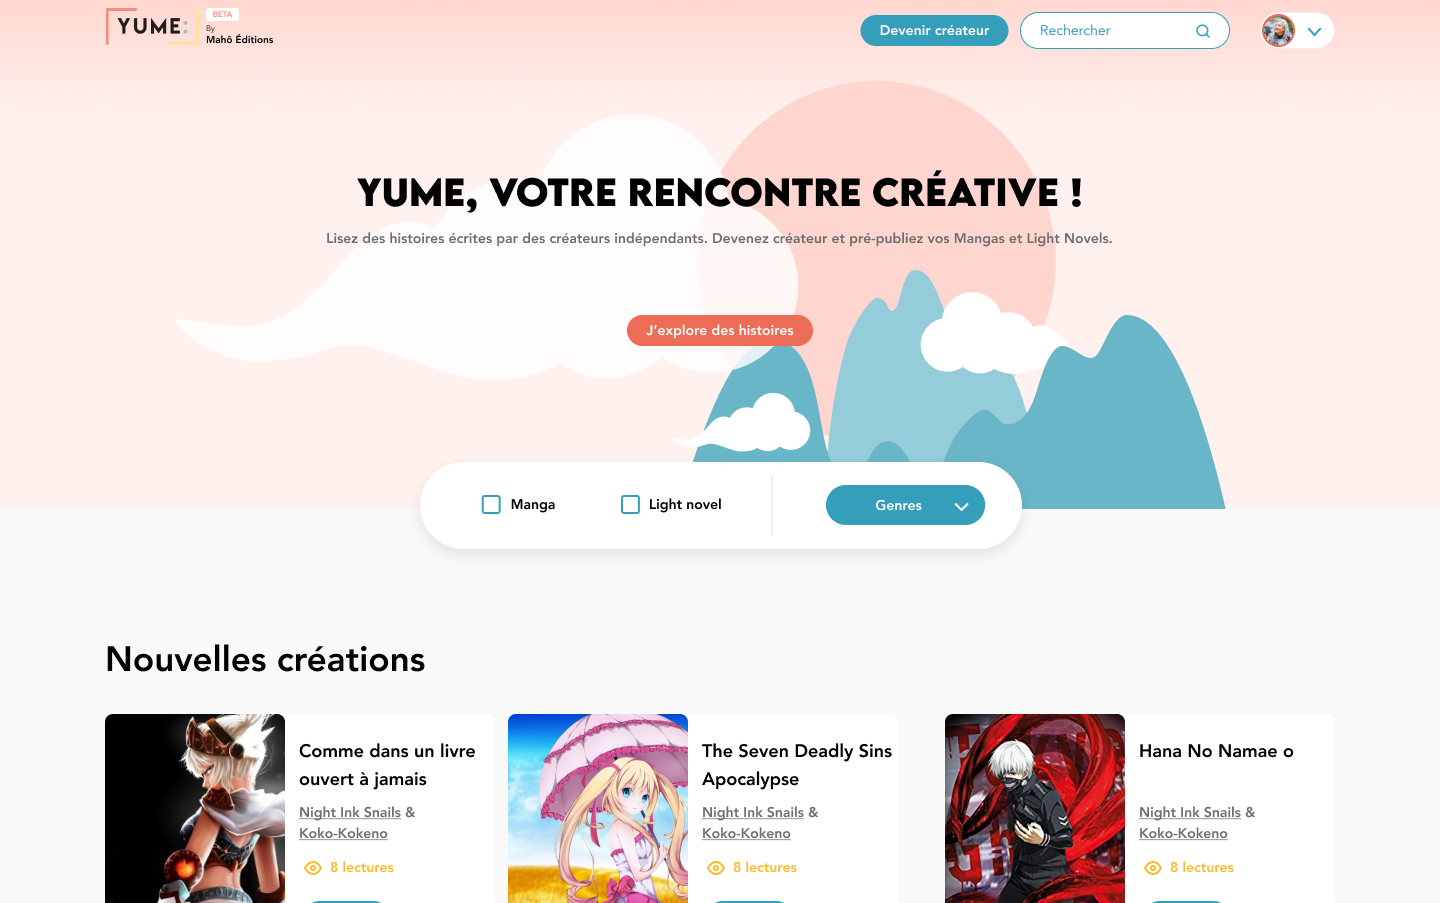 YUME:
BETA
By
Mahô Éditions
Devenir créateur
Rechercher
YUME, VOTRE RENCONTRE CRÉATIVE !
Lisez des histoires écrites par des créateurs indépendants. Devenez créateur et pré-publiez vos Mangas et Light Novels.
J’explore des histoires
Manga
Light novel
Genres
Nouvelles créations
Comme dans un livre
ouvert à jamais
Night Ink Snails &
Koko-Kokeno
8 lectures
The Seven Deadly Sins
Apocalypse
Night Ink Snails &
Koko-Kokeno
8 lectures
Hana No Namae o
Night Ink Snails &
Koko-Kokeno
8 lectures